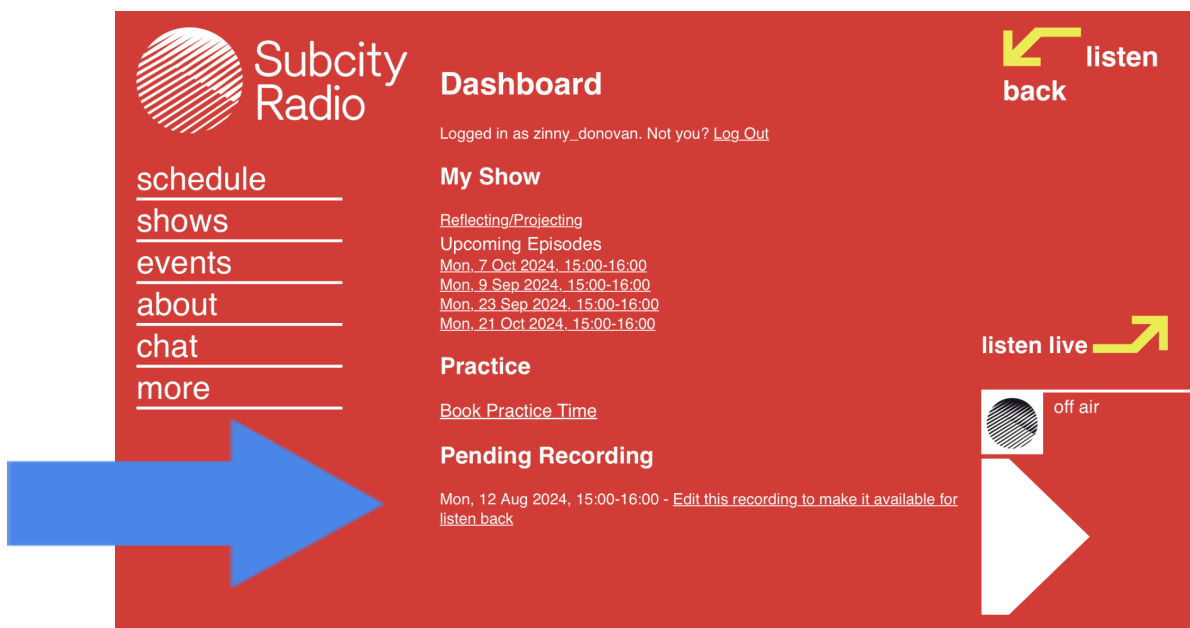 Subcity
Radio
schedule
shows
events
about
chat
more
Dashboard
Logged in as zinny_donovan. Not you? Log Out
My Show
Reflecting/Projecting
Upcoming Episodes
Mon, 7 Oct 2024, 15:00-16:00
Mon, 9 Sep 2024, 15:00-16:00
Mon, 23 Sep 2024, 15:00-16:00
Mon, 21 Oct 2024, 15:00-16:00
Practice
Book Practice Time
Pending Recording
Mon, 12 Aug 2024, 15:00-16:00 - Edit this recording to make it available for
listen back
listen
back
listen live
off air